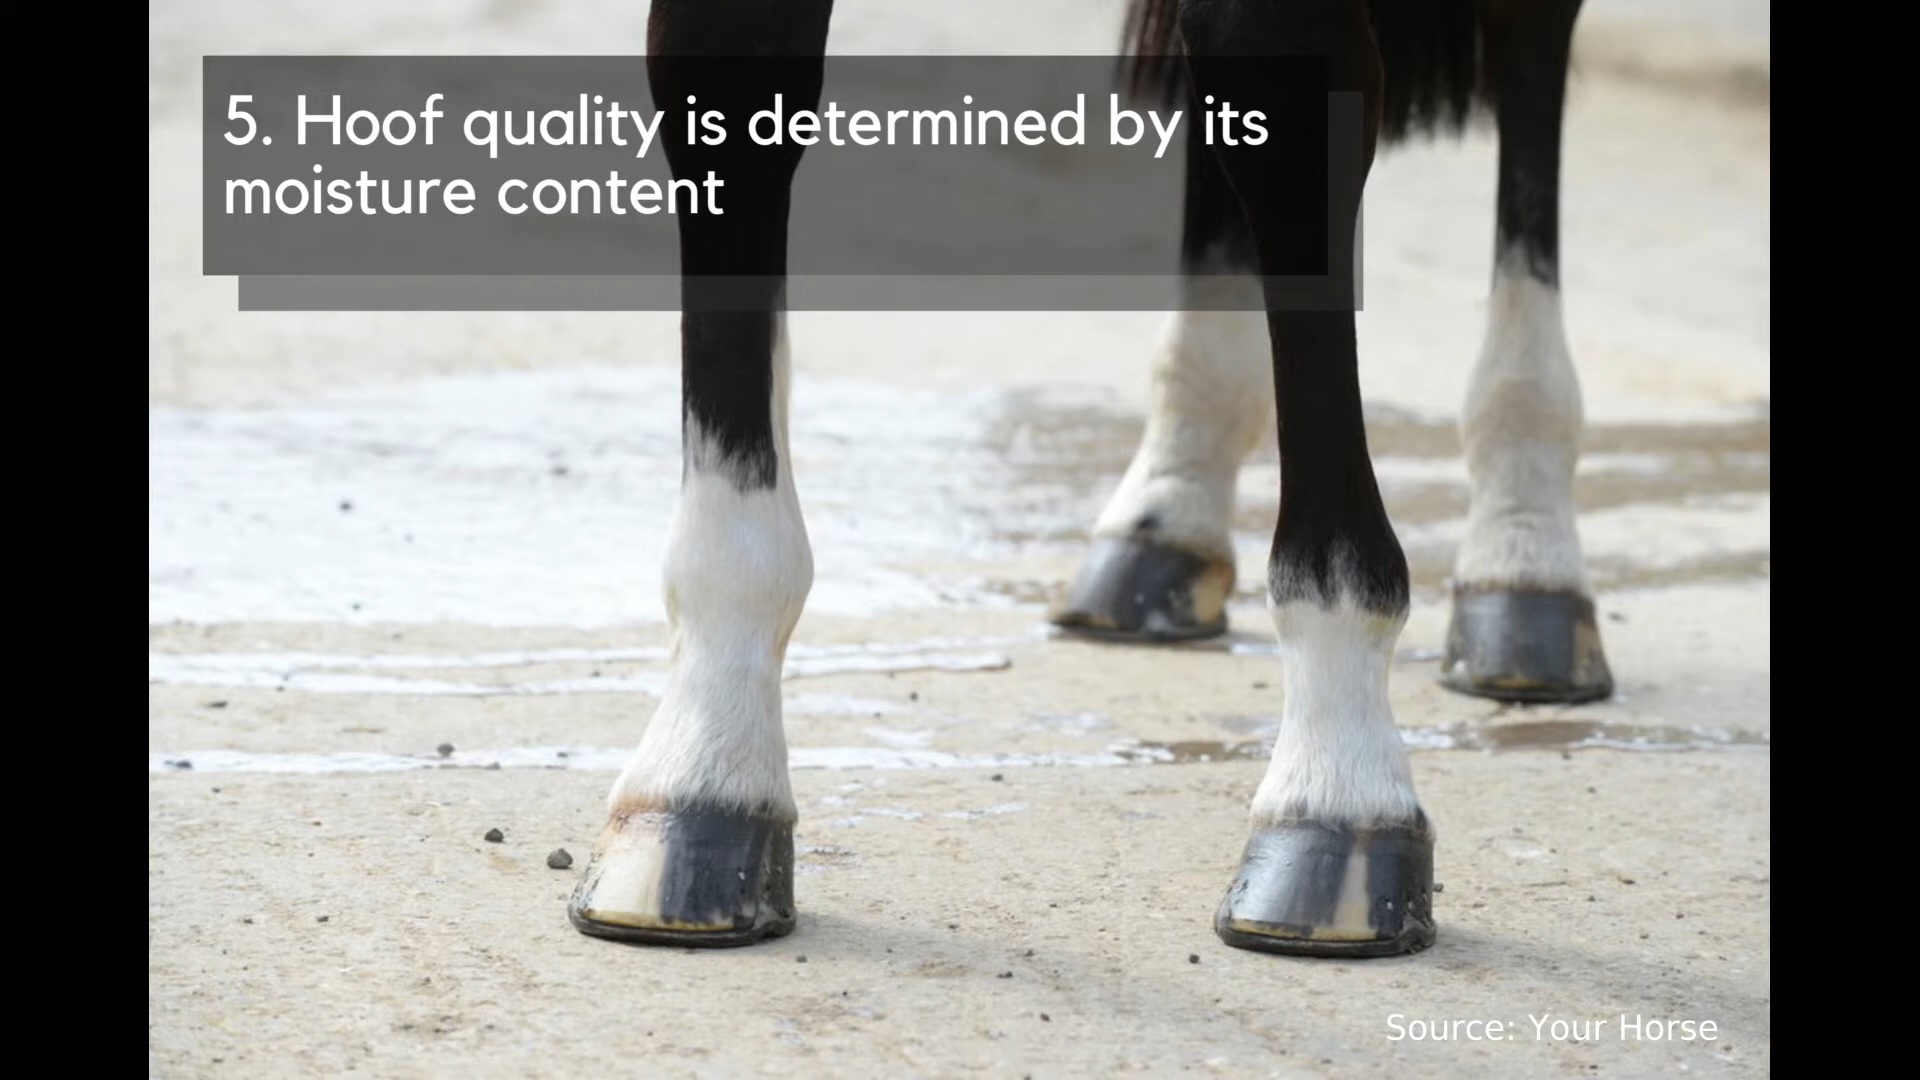 5. Hoof quality is determined by its
moisture content
Source: Your Horse